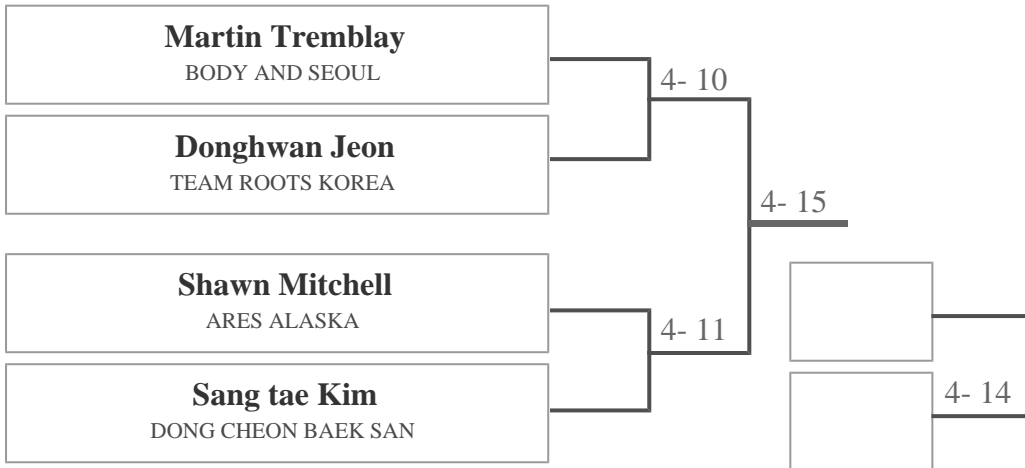 Martin Tremblay
BODY AND SEOUL
4- 10
Donghwan Jeon
TEAM ROOTS KOREA
4- 15
Shawn Mitchell
ARES ALASKA
4- 11
Sang tae Kim
DONG CHEON BAEK SAN
4- 14